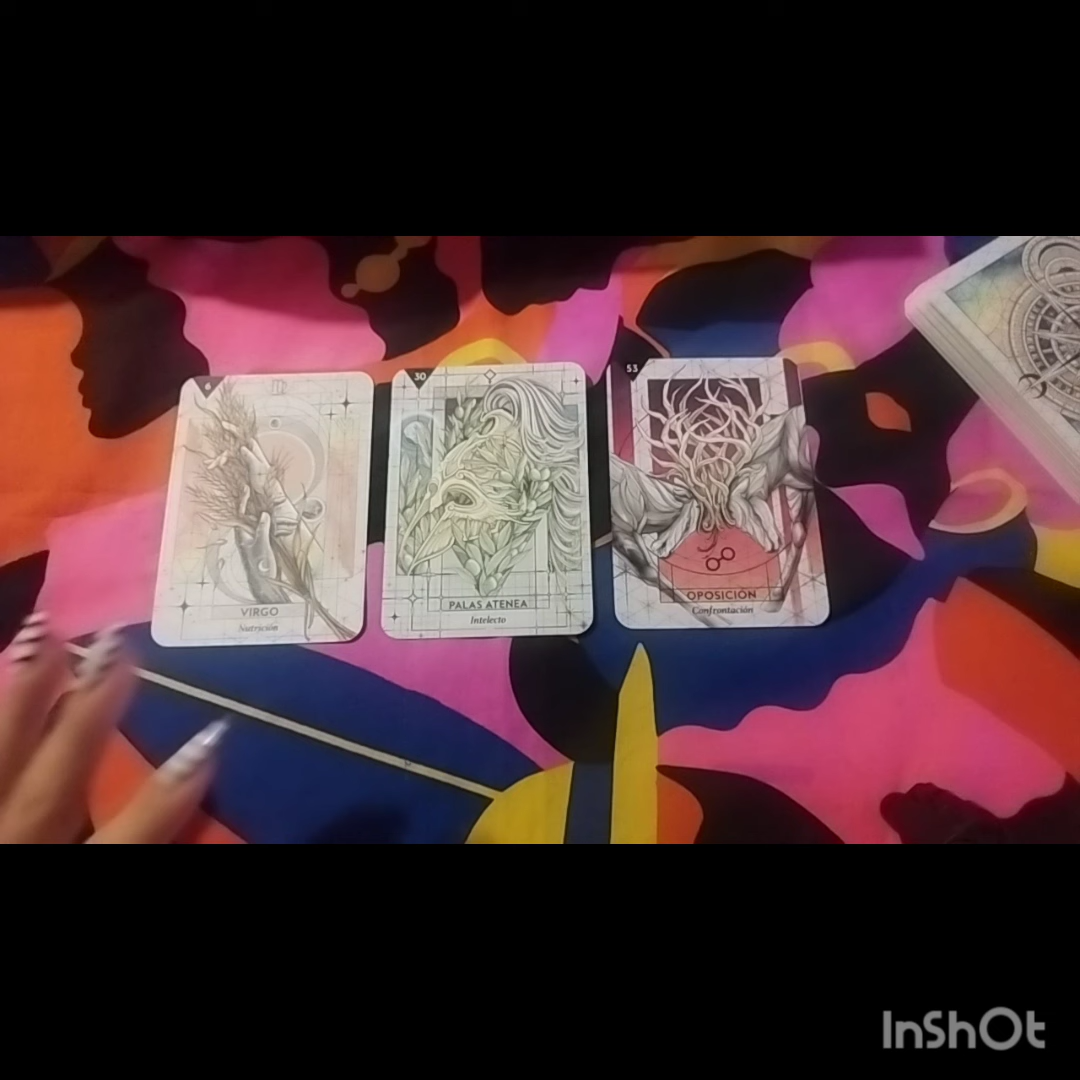 6
VIRGO
Nutrición
30
PALAS ATENEA
Intelecto
53
OPOSICIÓN
Confrontación
InShOt